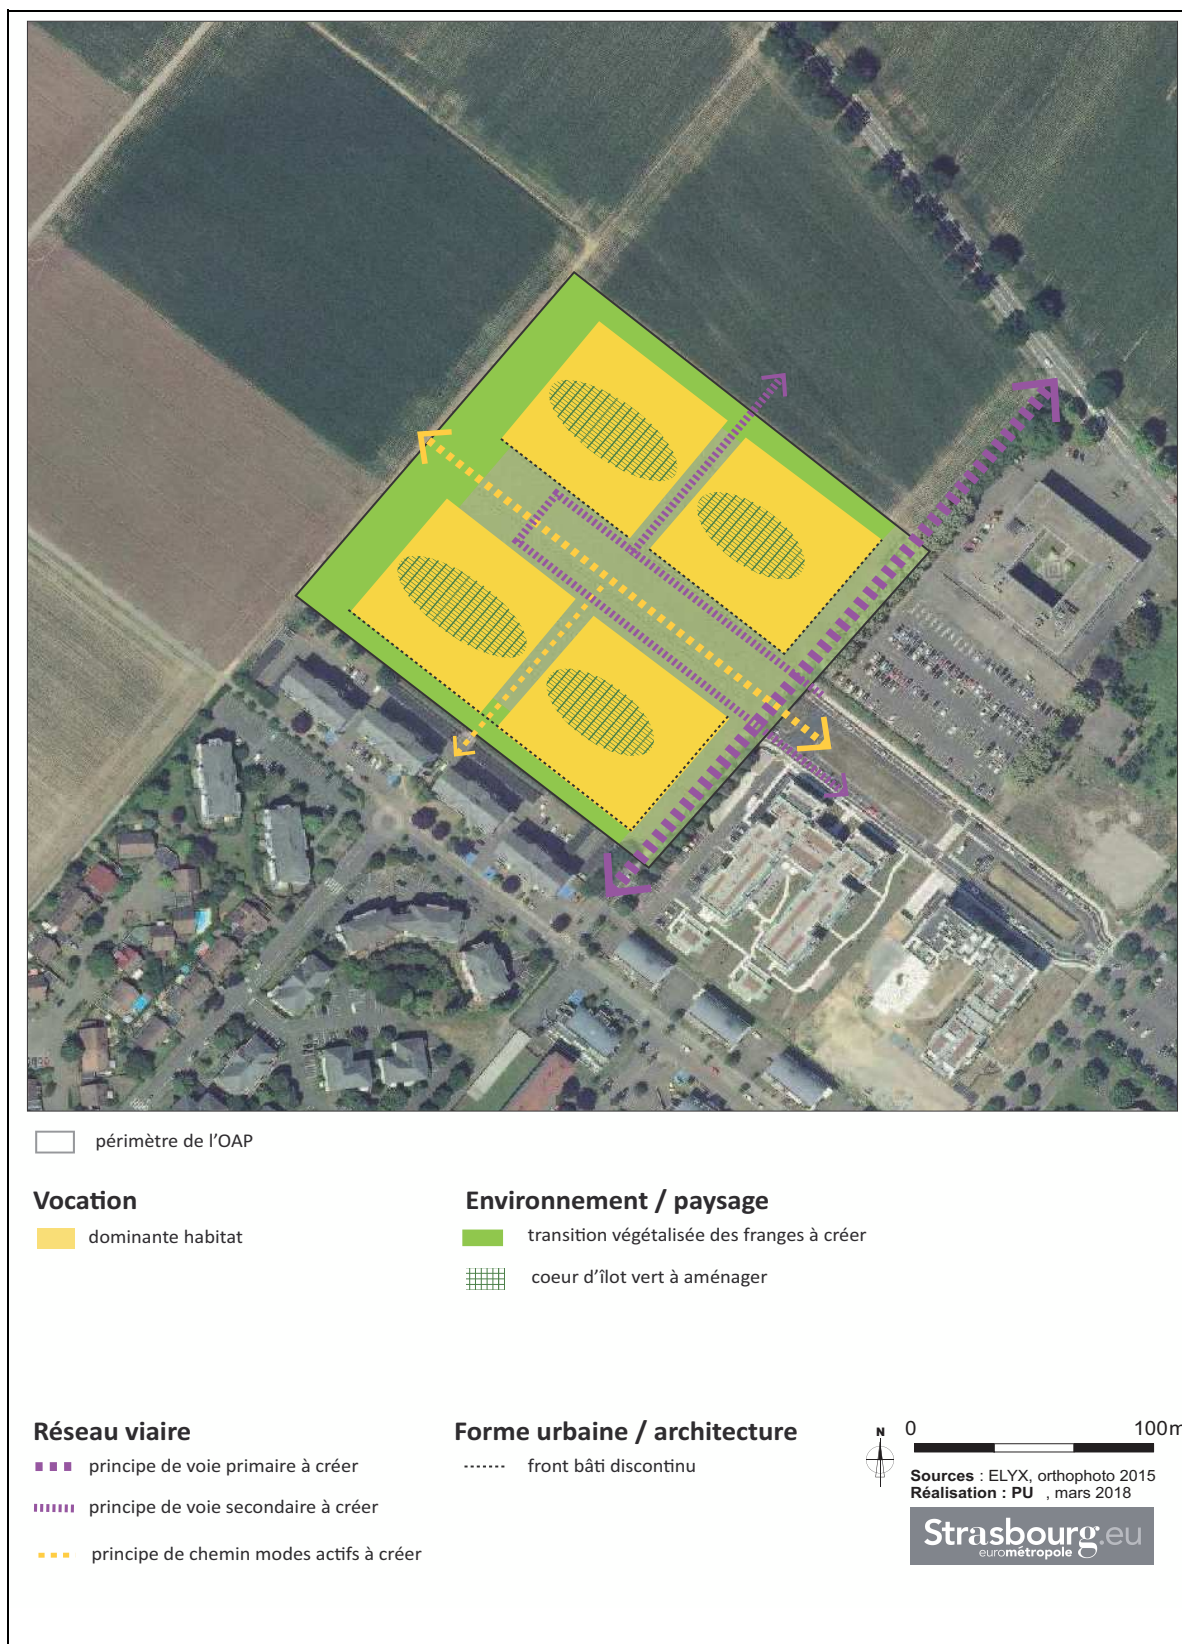 périmètre de l'OAP
Vocation
dominante habitat
Environnement / paysage
transition végétalisée des franges à créer
coeur d'îlot vert à aménager
Réseau viaire
principe de voie primaire à créer
principe de voie secondaire à créer
principe de chemin modes actifs à créer
Forme urbaine / architecture
front bâti discontinu
N
0 100m
Sources : ELYX, orthophoto 2015
Réalisation : PU , mars 2018
Strasbourg.eu
eurométropole